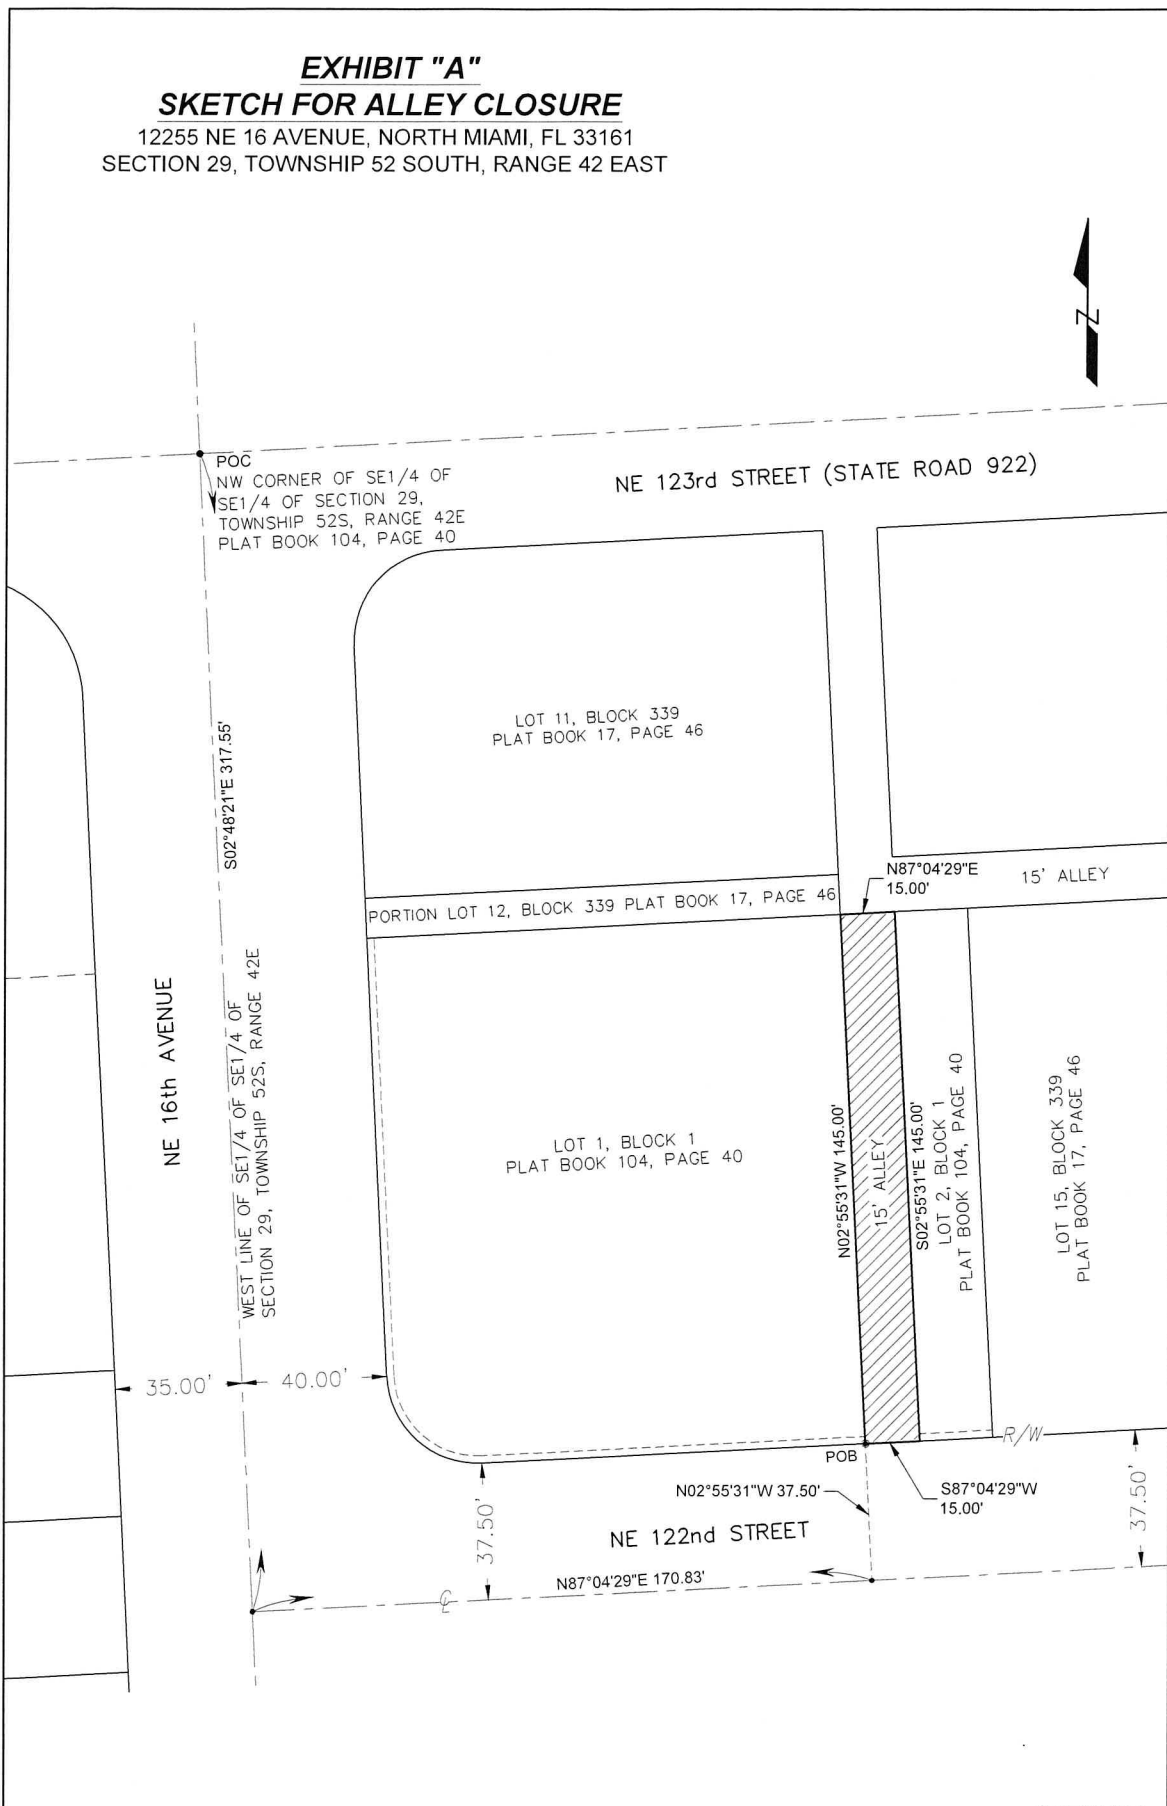 EXHIBIT "A"
SKETCH FOR ALLEY CLOSURE
12255 NE 16 AVENUE, NORTH MIAMI, FL 33161
SECTION 29, TOWNSHIP 52 SOUTH, RANGE 42 EAST
N
POC
NW CORNER OF SE1/4 OF
SE1/4 OF SECTION 29,
TOWNSHIP 52S, RANGE 42E
PLAT BOOK 104, PAGE 40
NE 123rd STREET (STATE ROAD 922)
LOT 11, BLOCK 339
PLAT BOOK 17, PAGE 46
S02°48'21"E 317.55'
N87°04'29"E
15.00'
15' ALLEY
PORTION LOT 12, BLOCK 339 PLAT BOOK 17, PAGE 46
NE 16th AVENUE
WEST LINE OF SE1/4 OF SE1/4 OF
SECTION 29, TOWNSHIP 52S, RANGE 42E
LOT 1, BLOCK 1
PLAT BOOK 104, PAGE 40
N02°55'31"W 145.00'
15' ALLEY
S02°55'31"E 145.00'
LOT 2, BLOCK 1
PLAT BOOK 104, PAGE 40
LOT 15, BLOCK 339
PLAT BOOK 17, PAGE 46
35.00'
40.00'
R/W
POB
N02°55'31"W 37.50'
S87°04'29"W
15.00'
37.50'
37.50'
NE 122nd STREET
N87°04'29"E 170.83'
℄